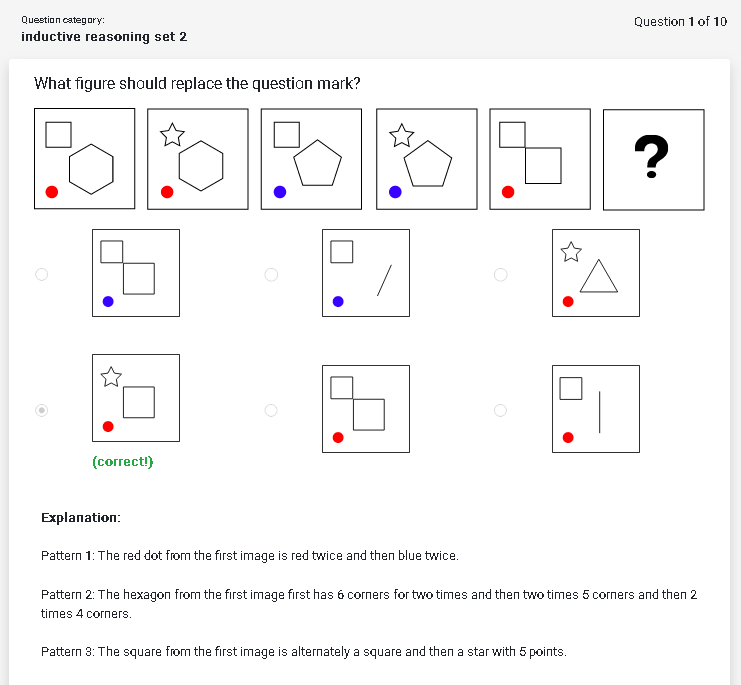 Question category:
Question 1 of 10
inductive reasoning set 2
What figure should replace the question mark?
?
(correct!)
Explanation:
Pattern 1: The red dot from the first image is red twice and then blue twice.
Pattern 2: The hexagon from the first image first has 6 corners for two times and then two times 5 corners and then 2
times 4 corners.
Pattern 3: The square from the first image is alternately a square and then a star with 5 points.